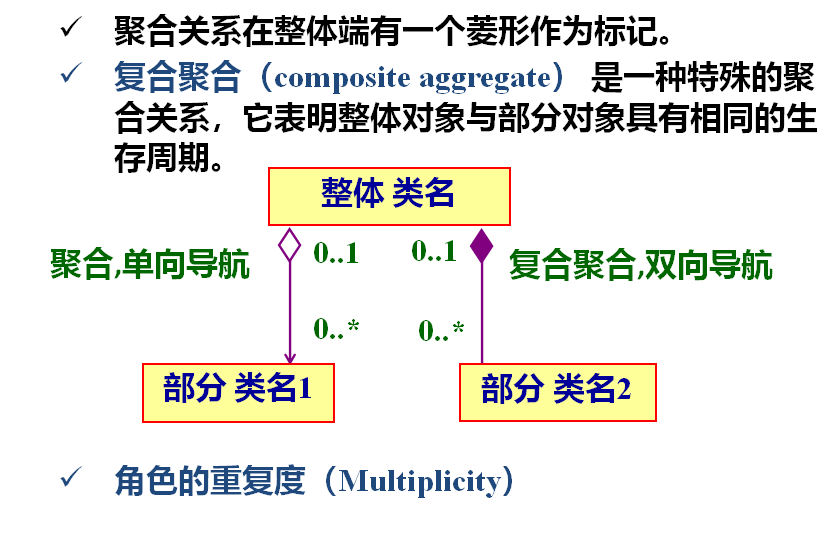 ✓ 聚合关系在整体端有一个菱形作为标记。
✓ 复合聚合（composite aggregate） 是一种特殊的聚
合关系，它表明整体对象与部分对象具有相同的生
存周期。
整体 类名
聚合,单向导航
0..1
0..1
复合聚合,双向导航
0..*
0..*
部分 类名1
部分 类名2
✓ 角色的重复度（Multiplicity）